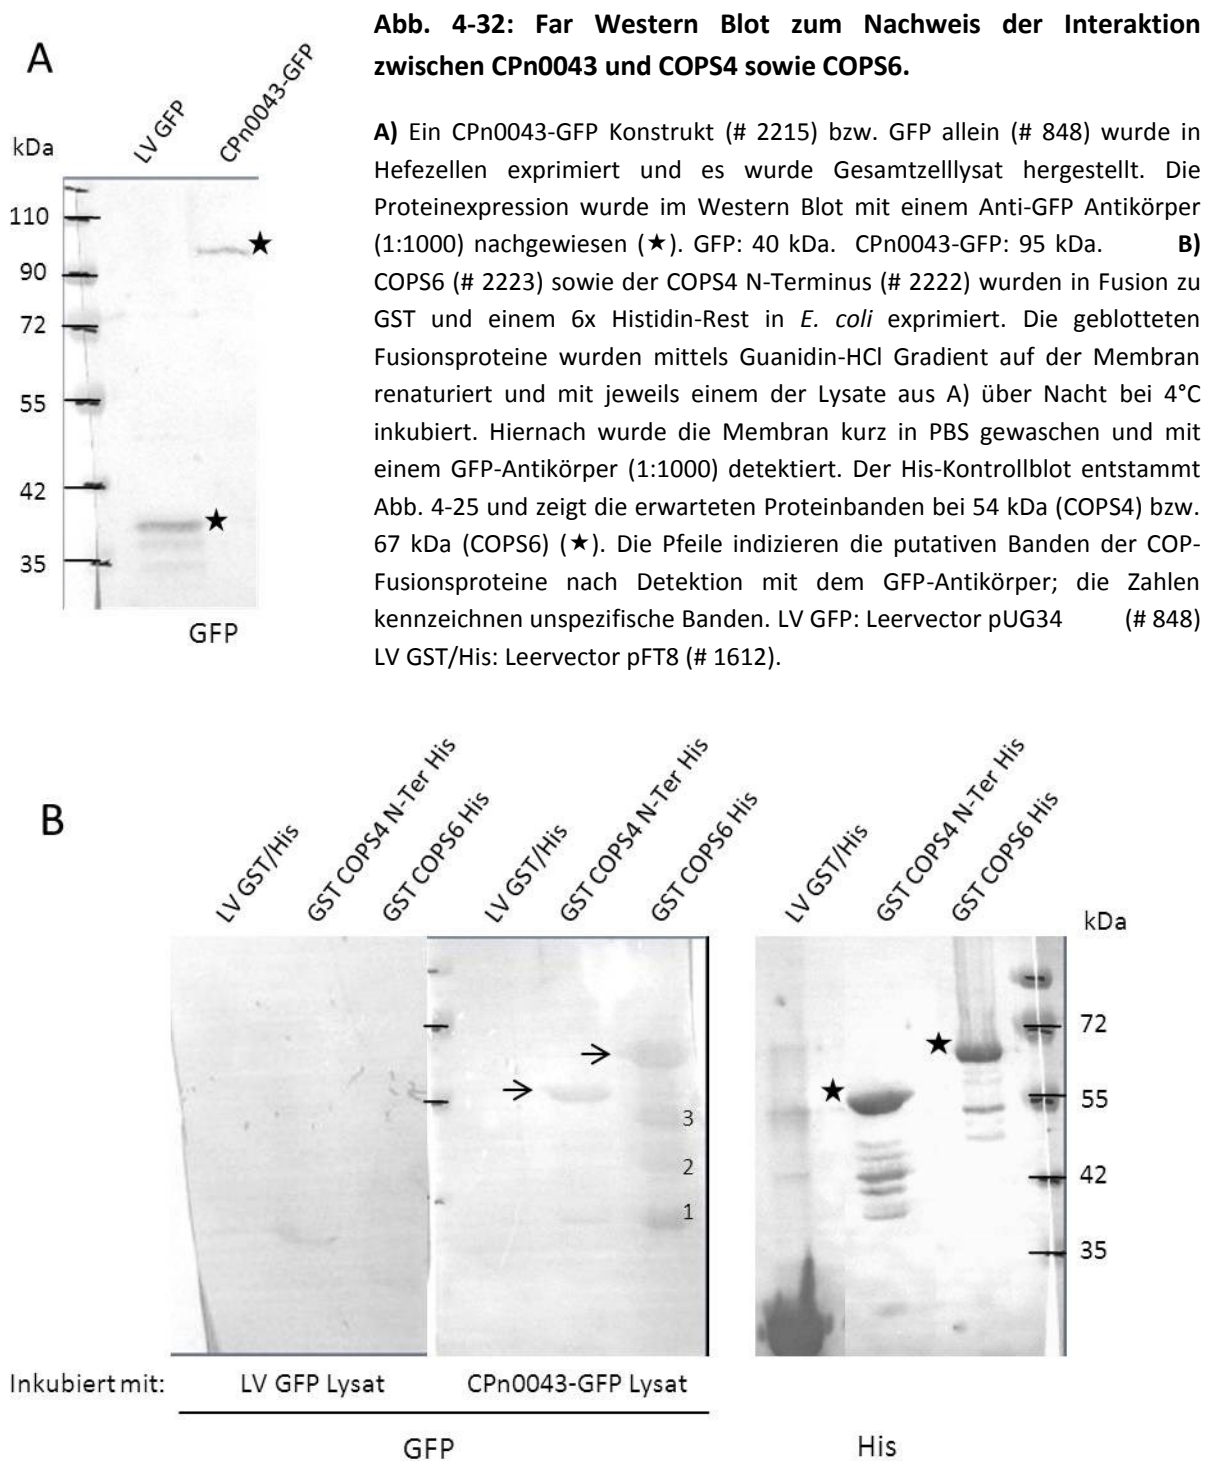 Abb. 4-32: Far Western Blot zum Nachweis der Interaktion
zwischen CPn0043 und COPS4 sowie COPS6.
A
LV GFP
CPn0043-GFP
kDa
110
90
72
55
42
35
GFP
A) Ein CPn0043-GFP Konstrukt (# 2215) bzw. GFP allein (# 848) wurde in
Hefezellen exprimiert und es wurde Gesamtzelllysat hergestellt. Die
Proteinexpression wurde im Western Blot mit einem Anti-GFP Antikörper
(1:1000) nachgewiesen (★). GFP: 40 kDa. CPn0043-GFP: 95 kDa. B)
COPS6 (# 2223) sowie der COPS4 N-Terminus (# 2222) wurden in Fusion zu
GST und einem 6x Histidin-Rest in E. coli exprimiert. Die geblotteten
Fusionsproteine wurden mittels Guanidin-HCl Gradient auf der Membran
renaturiert und mit jeweils einem der Lysate aus A) über Nacht bei 4°C
inkubiert. Hiernach wurde die Membran kurz in PBS gewaschen und mit
einem GFP-Antikörper (1:1000) detektiert. Der His-Kontrollblot entstammt
Abb. 4-25 und zeigt die erwarteten Proteinbanden bei 54 kDa (COPS4) bzw.
67 kDa (COPS6) (★). Die Pfeile indizieren die putativen Banden der COP-
Fusionsproteine nach Detektion mit dem GFP-Antikörper; die Zahlen
kennzeichnen unspezifische Banden. LV GFP: Leervector pUG34 (# 848)
LV GST/His: Leervector pFT8 (# 1612).
B
LV GST/His
GST COPS4 N-Ter His
GST COPS6 His
LV GST/His
GST COPS4 N-Ter His
GST COPS6 His
LV GST/His
GST COPS4 N-Ter His
GST COPS6 His
kDa
72
55
42
35
3
2
1
Inkubiert mit: LV GFP Lysat CPn0043-GFP Lysat
GFP His